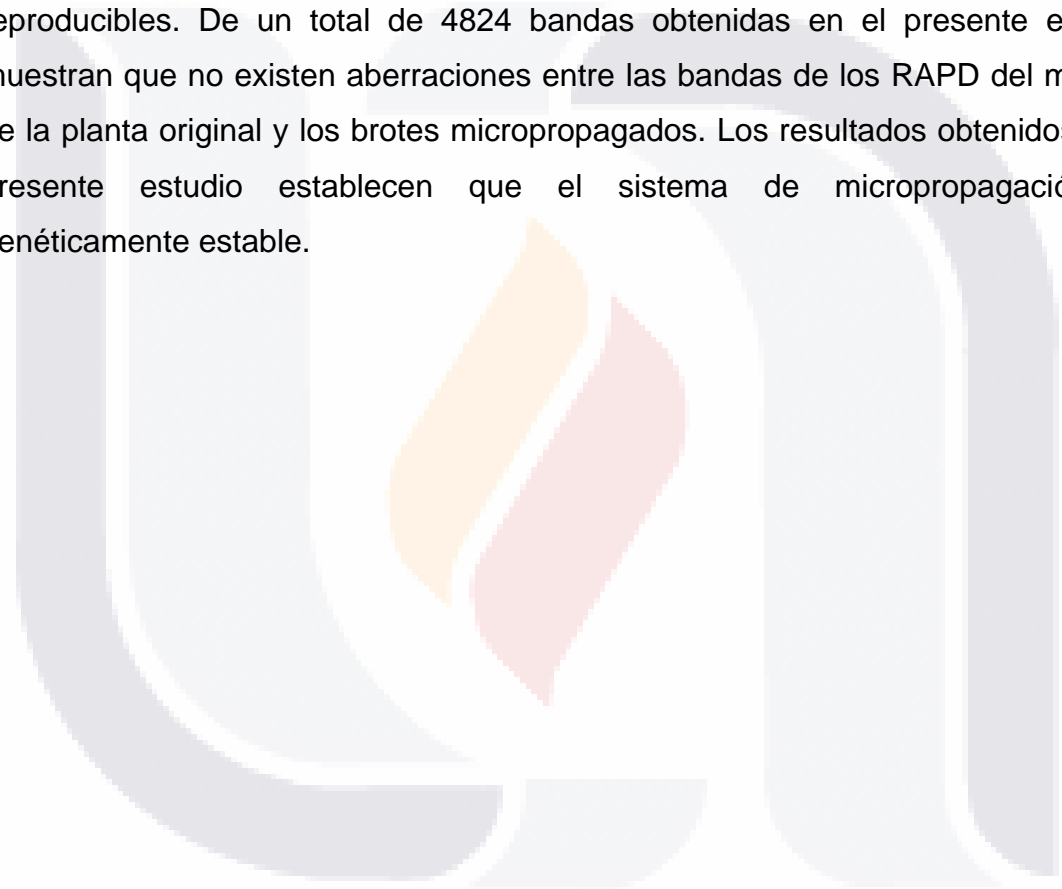 eproducibles. De un total de 4824 bandas obtenidas en el presente e
nuestran que no existen aberraciones entre las bandas de los RAPD del m
e la planta original y los brotes micropropagados. Los resultados obtenido
resente estudio establecen que el sistema de micropropagació
enéticamente estable.